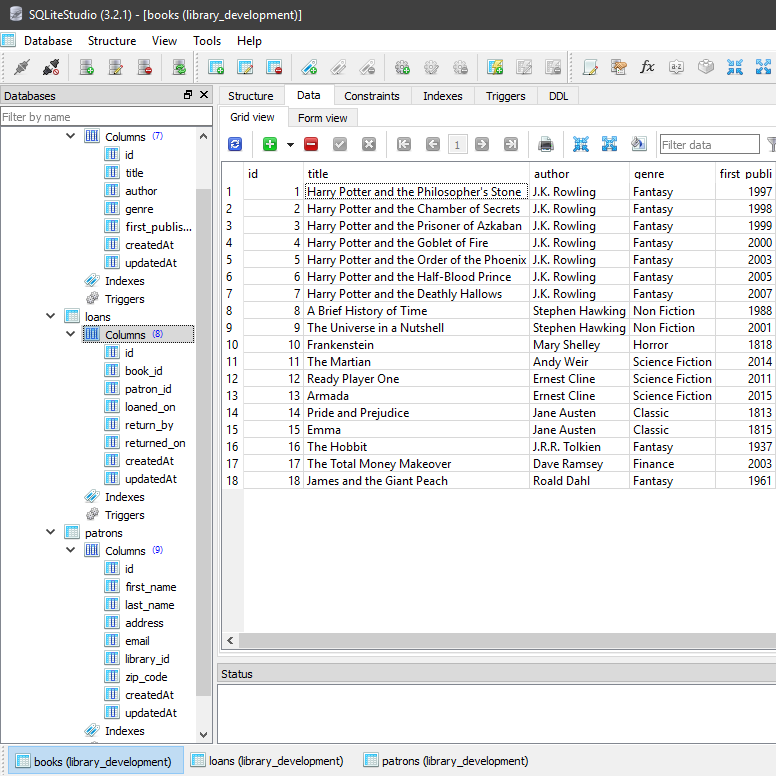 SQLiteStudio (3.2.1) - [books (library_development)]
Database Structure View Tools Help
Databases
Filter by name
Columns (7)
id
title
author
genre
first_publis...
createdAt
updatedAt
Indexes
Triggers
loans
Columns (8)
id
book_id
patron_id
loaned_on
return_by
returned_on
createdAt
updatedAt
Indexes
Triggers
patrons
Columns (9)
id
first_name
last_name
address
email
library_id
zip_code
createdAt
updatedAt
Indexes
Structure Data Constraints Indexes Triggers DDL
Grid view Form view
1 Filter data
id title author genre first_publi
1 1 Harry Potter and the Philosopher's Stone J.K. Rowling Fantasy 1997
2 2 Harry Potter and the Chamber of Secrets J.K. Rowling Fantasy 1998
3 3 Harry Potter and the Prisoner of Azkaban J.K. Rowling Fantasy 1999
4 4 Harry Potter and the Goblet of Fire J.K. Rowling Fantasy 2000
5 5 Harry Potter and the Order of the Phoenix J.K. Rowling Fantasy 2003
6 6 Harry Potter and the Half-Blood Prince J.K. Rowling Fantasy 2005
7 7 Harry Potter and the Deathly Hallows J.K. Rowling Fantasy 2007
8 8 A Brief History of Time Stephen Hawking Non Fiction 1988
9 9 The Universe in a Nutshell Stephen Hawking Non Fiction 2001
10 10 Frankenstein Mary Shelley Horror 1818
11 11 The Martian Andy Weir Science Fiction 2014
12 12 Ready Player One Ernest Cline Science Fiction 2011
13 13 Armada Ernest Cline Science Fiction 2015
14 14 Pride and Prejudice Jane Austen Classic 1813
15 15 Emma Jane Austen Classic 1815
16 16 The Hobbit J.R.R. Tolkien Fantasy 1937
17 17 The Total Money Makeover Dave Ramsey Finance 2003
18 18 James and the Giant Peach Roald Dahl Fantasy 1961
Status
books (library_development) loans (library_development) patrons (library_development)